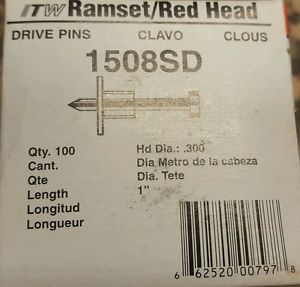 ITW Ramset/Red Head
DRIVE PINS CLAVO CLOUS
1508SD
Qty. 100 Hd Dia.: .300
Cant. Dia Metro de la cabeza
Qte Dia. Tete
Length 1"
Longitud
Longueur
6 62520 00797 8